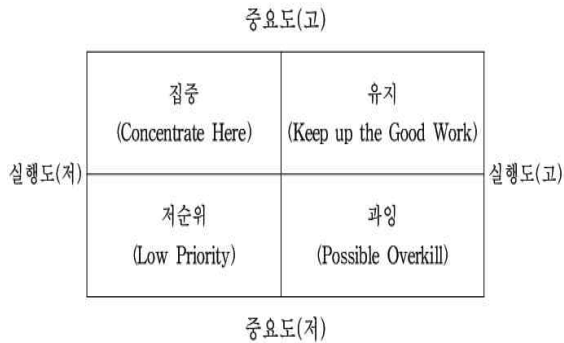 중요도(고)
집중
(Concentrate Here)
유지
(Keep up the Good Work)
실행도(저)
실행도(고)
저순위
(Low Priority)
과잉
(Possible Overkill)
중요도(저)